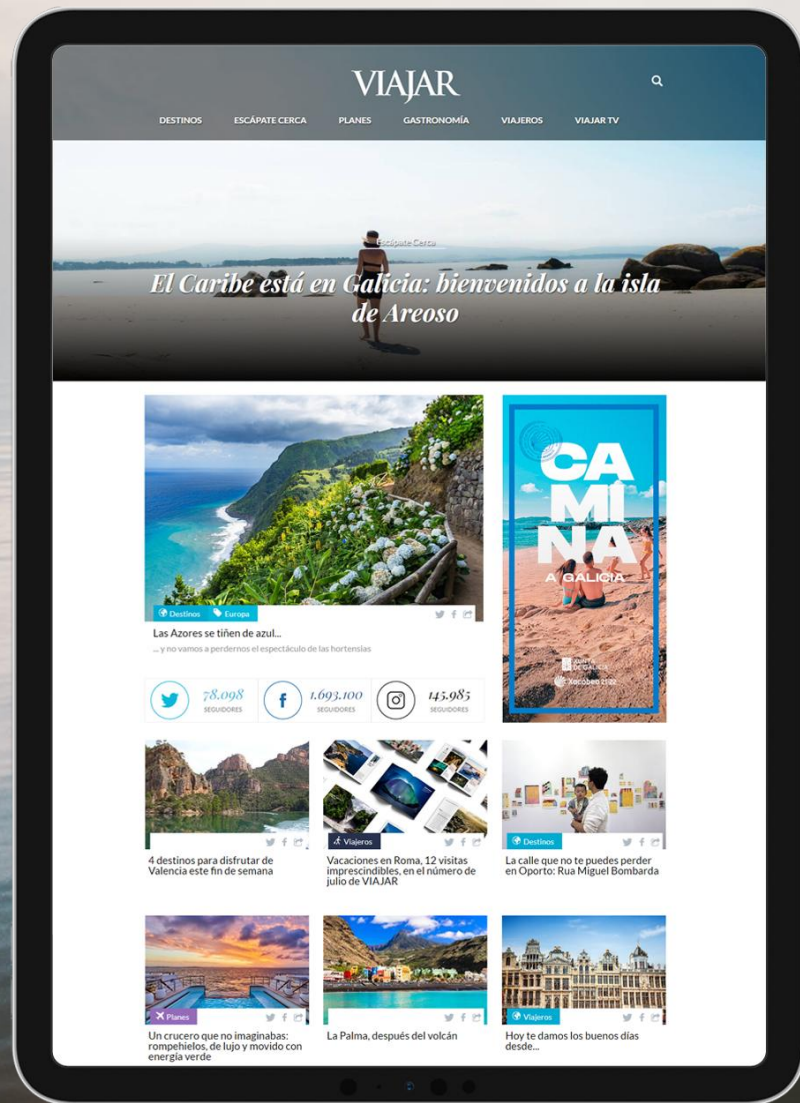 VIAJAR
DESTINOS ESCÁPATE CERCA PLANES GASTRONOMÍA VIAJEROS VIAJAR TV
Escápate Cerca
El Caribe está en Galicia: bienvenidos a la isla
de Areoso
Destinos Europa
Las Azores se tiñen de azul...
... y no vamos a perdernos el espectáculo de las hortensias
78.098
SEGUIDORES
1.693.100
SEGUIDORES
145.985
SEGUIDORES
CA
MÍ
NA
A GALICIA
XUNTA
DE GALICIA
Xacobeo 21·22
4 destinos para disfrutar de
Valencia este fin de semana
Viajeros
Vacaciones en Roma, 12 visitas
imprescindibles, en el número de
julio de VIAJAR
Destinos
La calle que no te puedes perder
en Oporto: Rua Miguel Bombarda
Planes
Un crucero que no imaginabas:
rompehielos, de lujo y movido con
energía verde
La Palma, después del volcán
Viajeros
Hoy te damos los buenos días
desde...